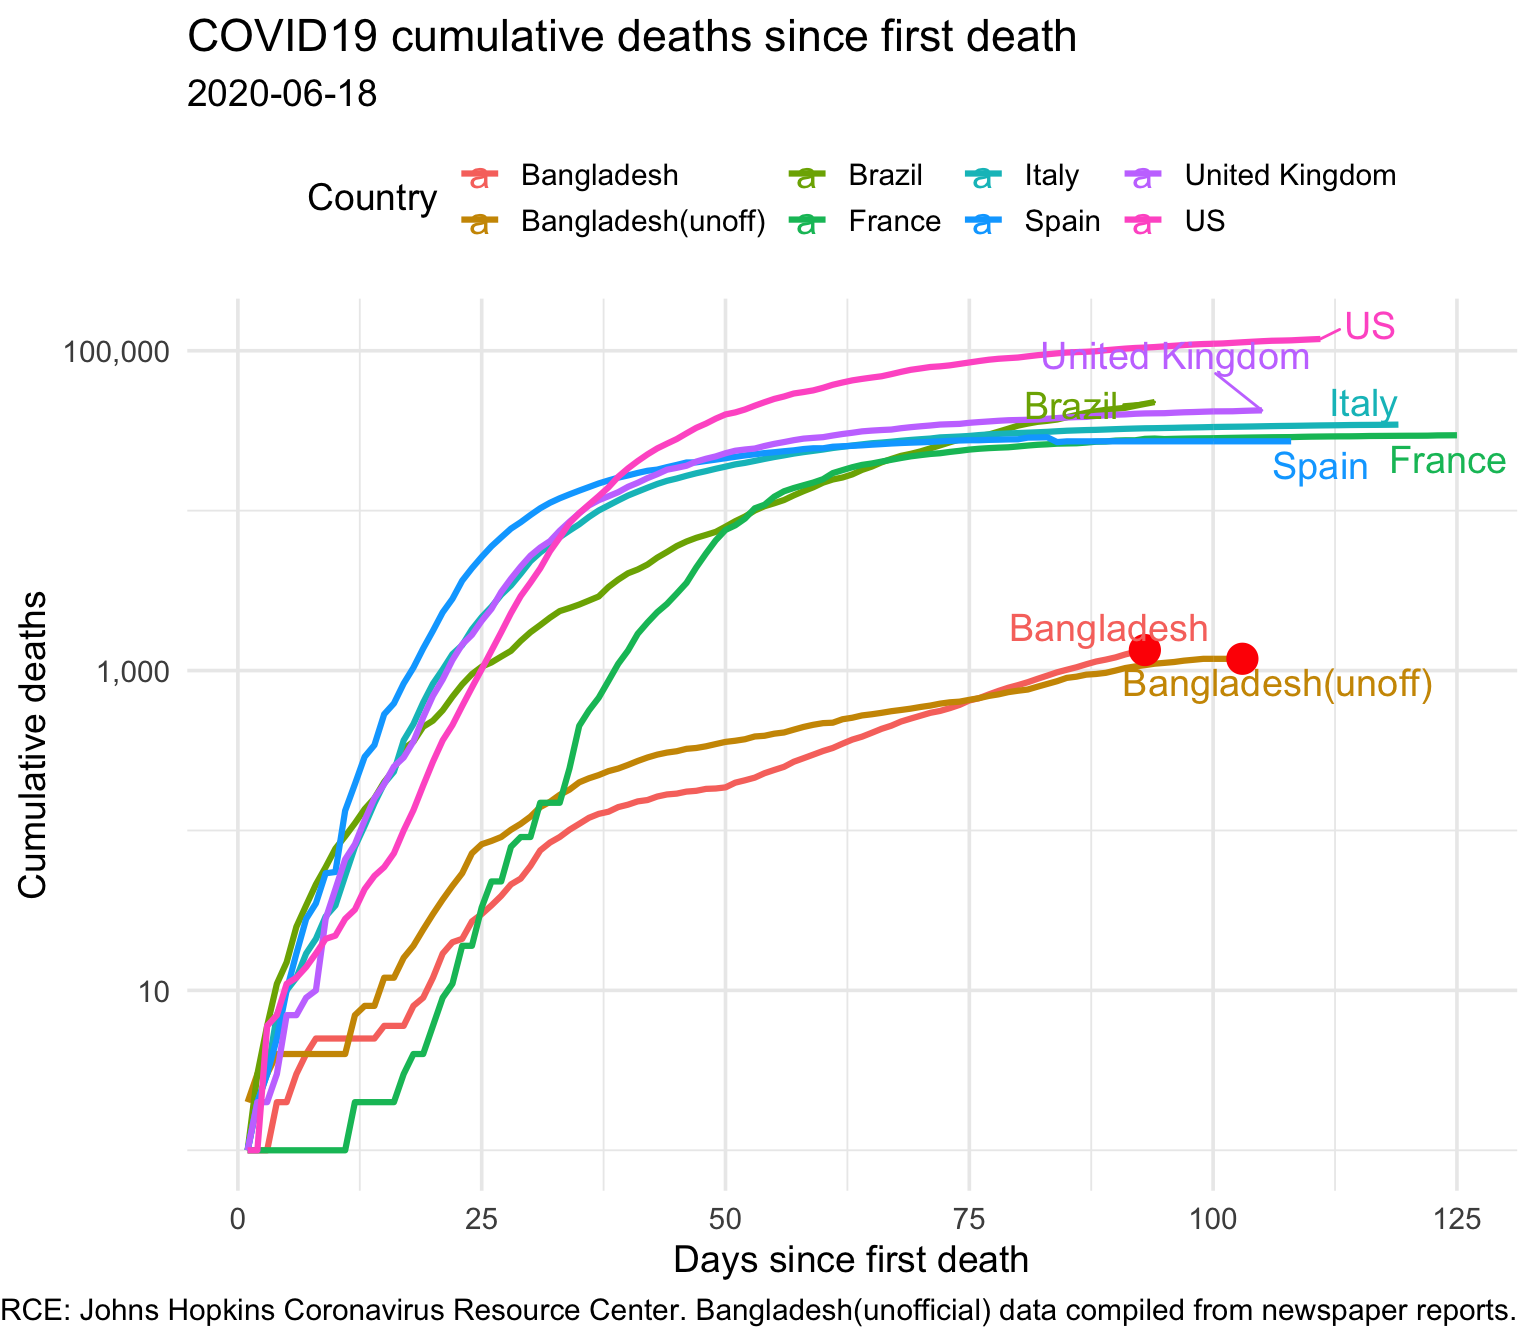 COVID19 cumulative deaths since first death
2020-06-18
Country
a Bangladesh a Brazil a Italy a United Kingdom
a Bangladesh(unoff) a France a Spain a US
100,000
1,000
10
Cumulative deaths
US
United Kingdom
Brazil
Italy
Spain
France
Bangladesh
Bangladesh(unoff)
0 25 50 75 100 125
Days since first death
RCE: Johns Hopkins Coronavirus Resource Center. Bangladesh(unofficial) data compiled from newspaper reports.